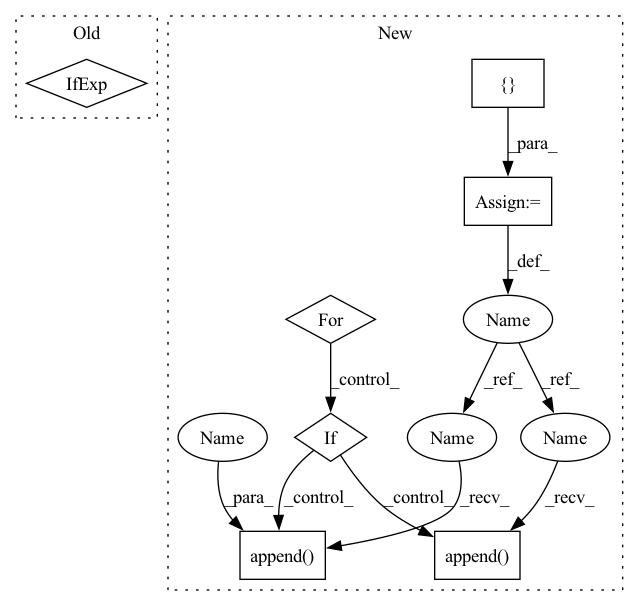 Old
New
IfExp
{}
_para_
Assign:=
_def_
For
Name
_control_
_ref_
_ref_
Name
If
Name
Name
_para_
_control_
_control_
_recv_
_recv_
append()
append()